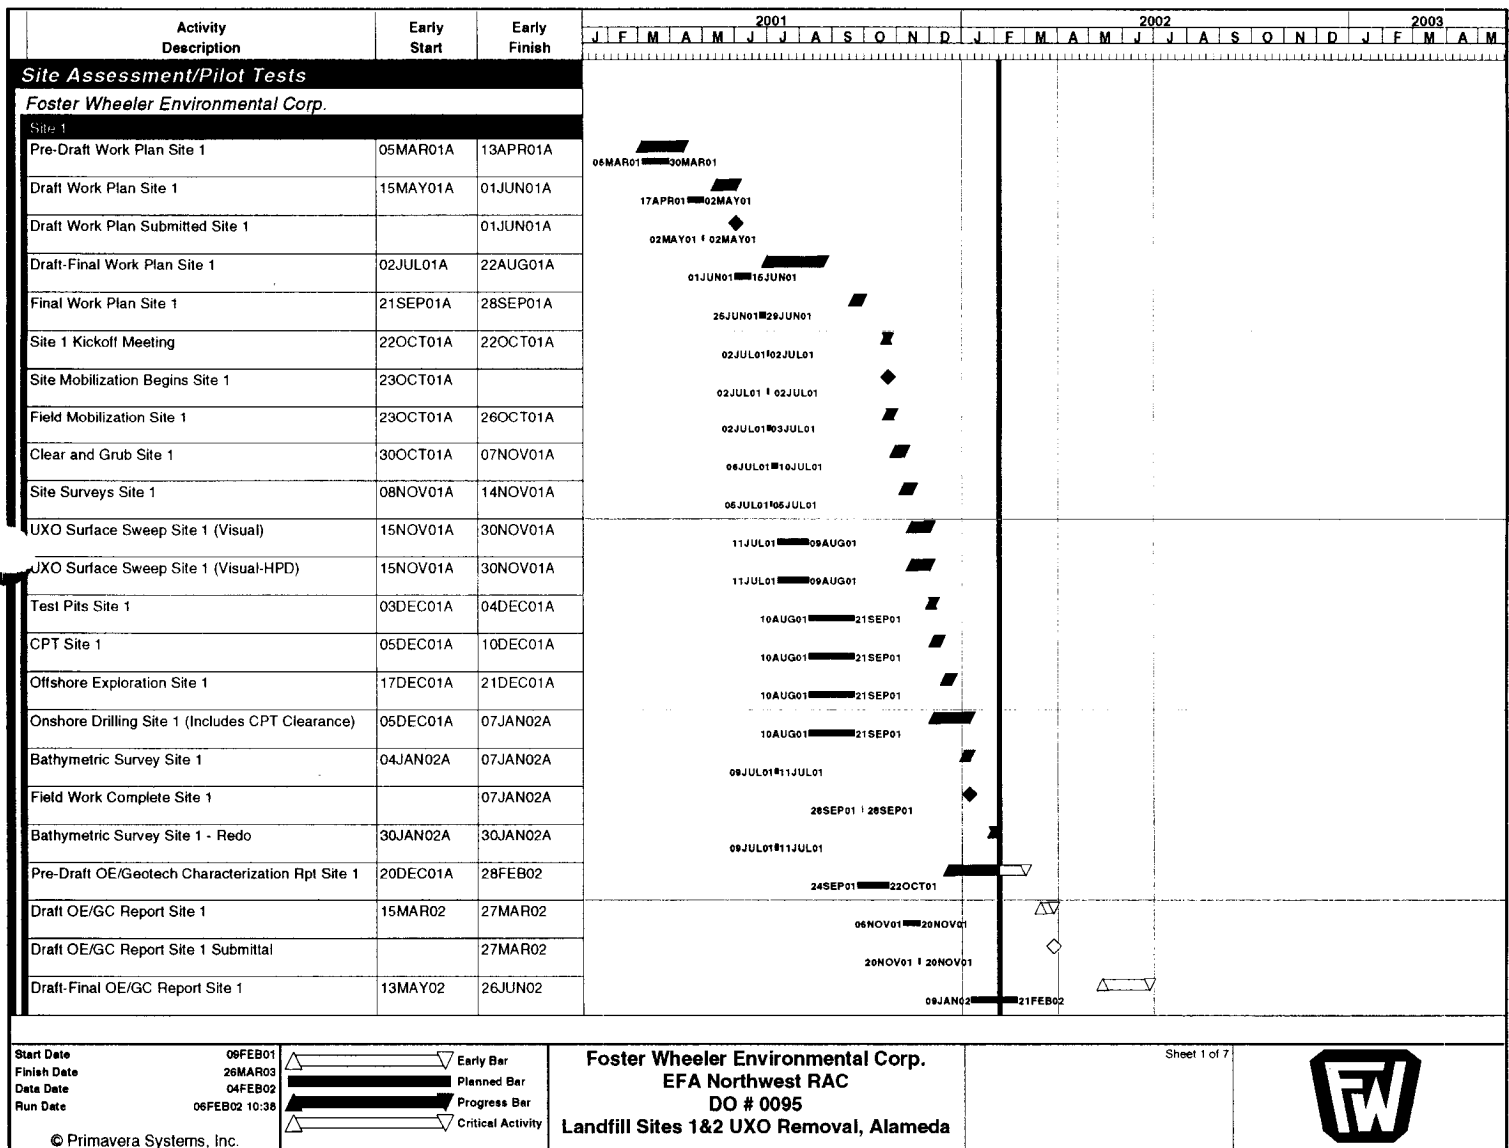 Activity Description Early Start Early Finish
2001 2002 2003
J F M A M J J A S O N D J F M A M J J A S O N D J F M A M
Site Assessment/Pilot Tests
Foster Wheeler Environmental Corp.
Site 1
Pre-Draft Work Plan Site 1 05MAR01A 13APR01A
05MAR01 30MAR01
Draft Work Plan Site 1 15MAY01A 01JUN01A
17APR01 02MAY01
Draft Work Plan Submitted Site 1 01JUN01A
02MAY01 02MAY01
Draft-Final Work Plan Site 1 02JUL01A 22AUG01A
01JUN01 15JUN01
Final Work Plan Site 1 21SEP01A 28SEP01A
25JUN01 29JUN01
Site 1 Kickoff Meeting 22OCT01A 22OCT01A
02JUL01 02JUL01
Site Mobilization Begins Site 1 23OCT01A
02JUL01 02JUL01
Field Mobilization Site 1 23OCT01A 26OCT01A
02JUL01 03JUL01
Clear and Grub Site 1 30OCT01A 07NOV01A
06JUL01 10JUL01
Site Surveys Site 1 08NOV01A 14NOV01A
05JUL01 05JUL01
UXO Surface Sweep Site 1 (Visual) 15NOV01A 30NOV01A
11JUL01 09AUG01
UXO Surface Sweep Site 1 (Visual-HPD) 15NOV01A 30NOV01A
11JUL01 09AUG01
Test Pits Site 1 03DEC01A 04DEC01A
10AUG01 21SEP01
CPT Site 1 05DEC01A 10DEC01A
10AUG01 21SEP01
Offshore Exploration Site 1 17DEC01A 21DEC01A
10AUG01 21SEP01
Onshore Drilling Site 1 (Includes CPT Clearance) 05DEC01A 07JAN02A
10AUG01 21SEP01
Bathymetric Survey Site 1 04JAN02A 07JAN02A
09JUL01 11JUL01
Field Work Complete Site 1 07JAN02A
28SEP01 28SEP01
Bathymetric Survey Site 1 - Redo 30JAN02A 30JAN02A
09JUL01 11JUL01
Pre-Draft OE/Geotech Characterization Rpt Site 1 20DEC01A 28FEB02
24SEP01 22OCT01
Draft OE/GC Report Site 1 15MAR02 27MAR02
06NOV01 20NOV01
Draft OE/GC Report Site 1 Submittal 27MAR02
20NOV01 20NOV01
Draft-Final OE/GC Report Site 1 13MAY02 26JUN02
09JAN02 21FEB02
Start Date 09FEB01
Finish Date 26MAR03
Data Date 04FEB02
Run Date 06FEB02 10:38
© Primavera Systems, Inc.
Early Bar
Planned Bar
Progress Bar
Critical Activity
Foster Wheeler Environmental Corp.
EFA Northwest RAC
DO # 0095
Landfill Sites 1&2 UXO Removal, Alameda
Sheet 1 of 7
FW